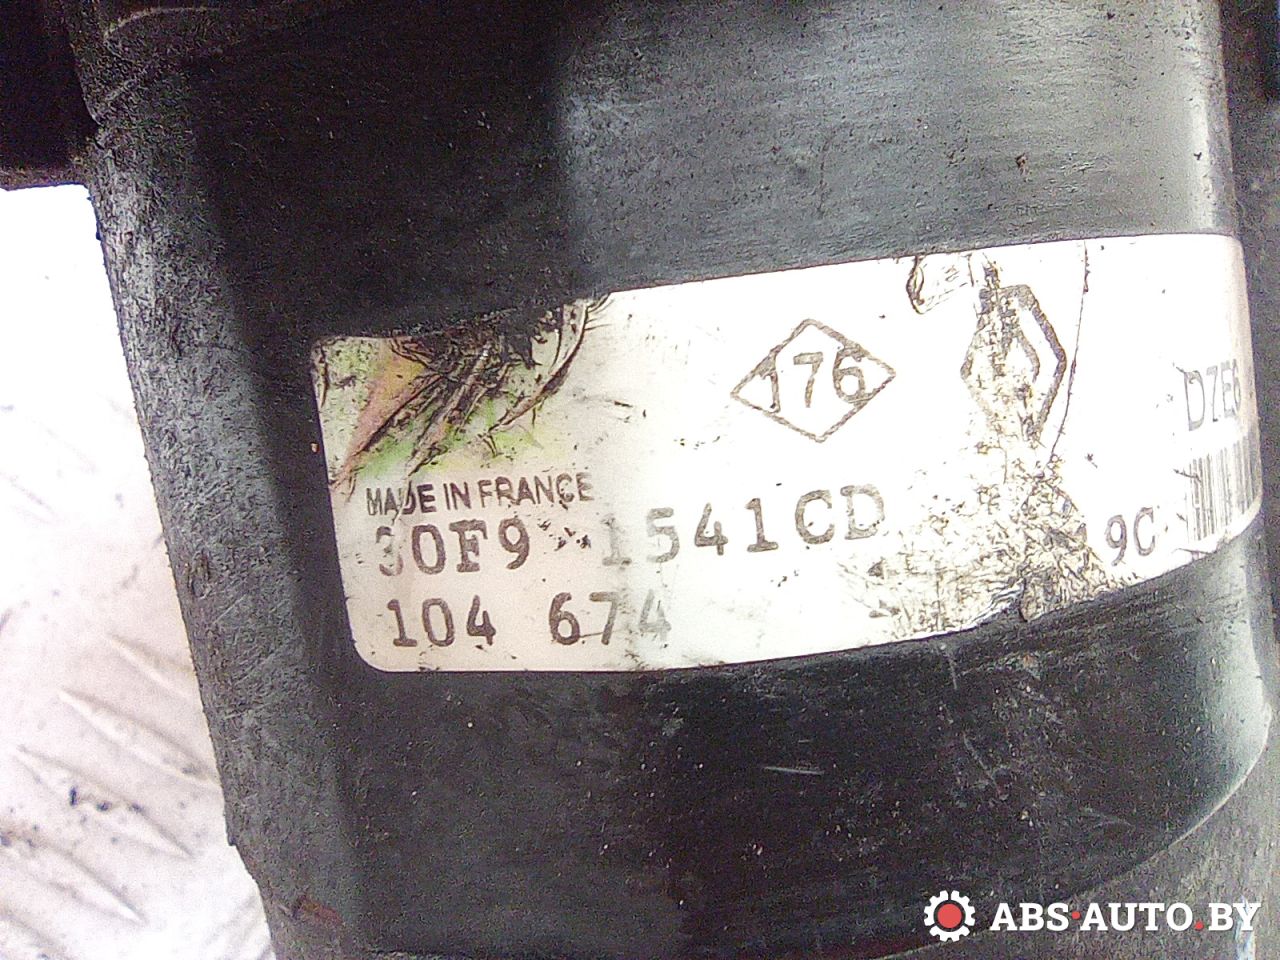 176
D7E6
MADE IN FRANCE
30F9 1541CD
9C
104 674
ABS·AUTO.BY